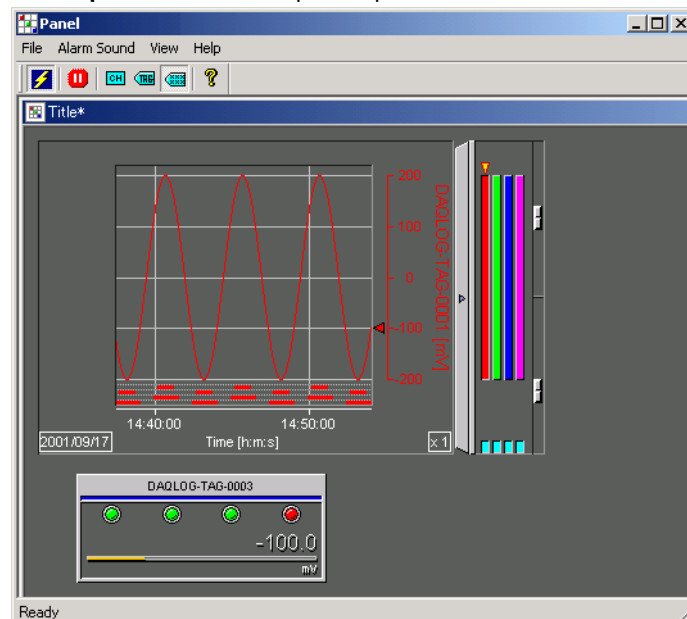 Panel
File Alarm Sound View Help
CH TAG
Title*
200
100
0
-100
-200
DAQLOG-TAG-0001 [mV]
14:40:00 14:50:00
2001/09/17 Time [h:m:s] x 1
DAQLOG-TAG-0003
-100.0
mV
Ready